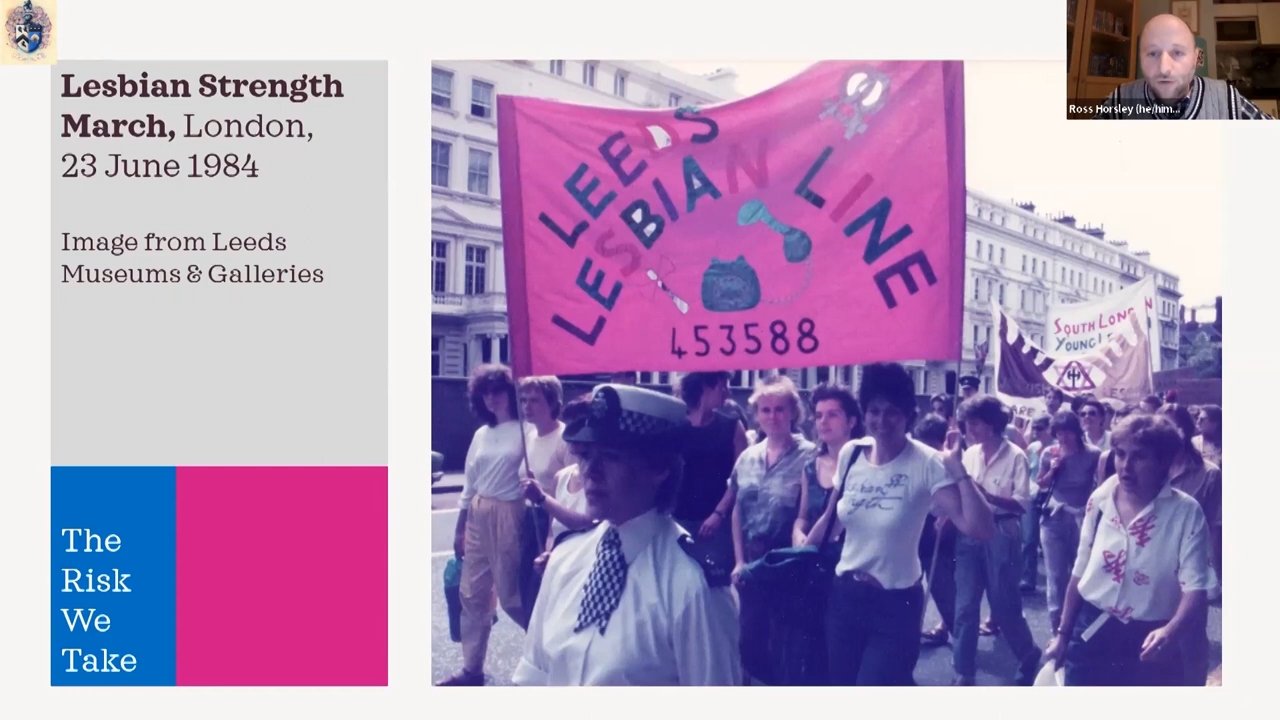 Lesbian Strength
March, London,
23 June 1984
Image from Leeds
Museums & Galleries
The
Risk
We
Take
LEEDS
LESBIAN LINE
453588
SOUTH LONDON
YOUNG
ARE
Ross Horsley (he/him...